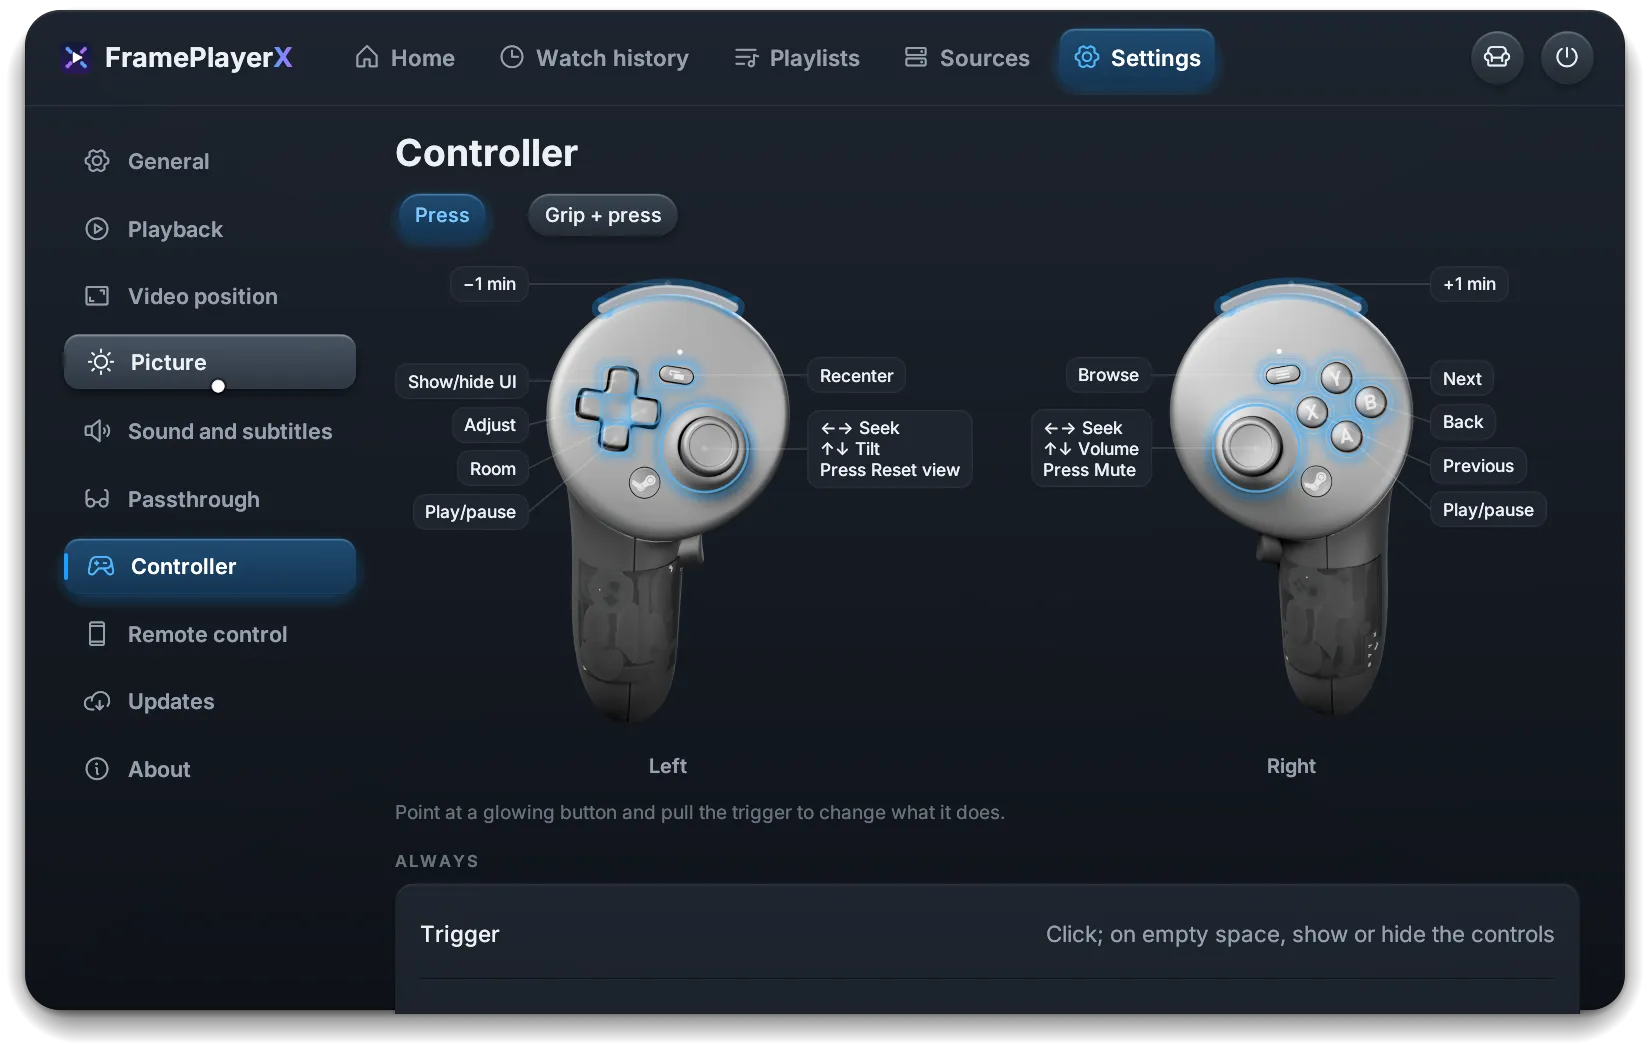 FramePlayerX
Home
Watch history
Playlists
Sources
Settings
General
Playback
Video position
Picture
Sound and subtitles
Passthrough
Controller
Remote control
Updates
About
Controller
Press
Grip + press
−1 min
Show/hide UI
Adjust
Room
Play/pause
Recenter
←→ Seek
↑↓ Tilt
Press Reset view
Left
+1 min
Browse
←→ Seek
↑↓ Volume
Press Mute
Y
B
X
A
Next
Back
Previous
Play/pause
Right
Point at a glowing button and pull the trigger to change what it does.
ALWAYS
Trigger
Click; on empty space, show or hide the controls